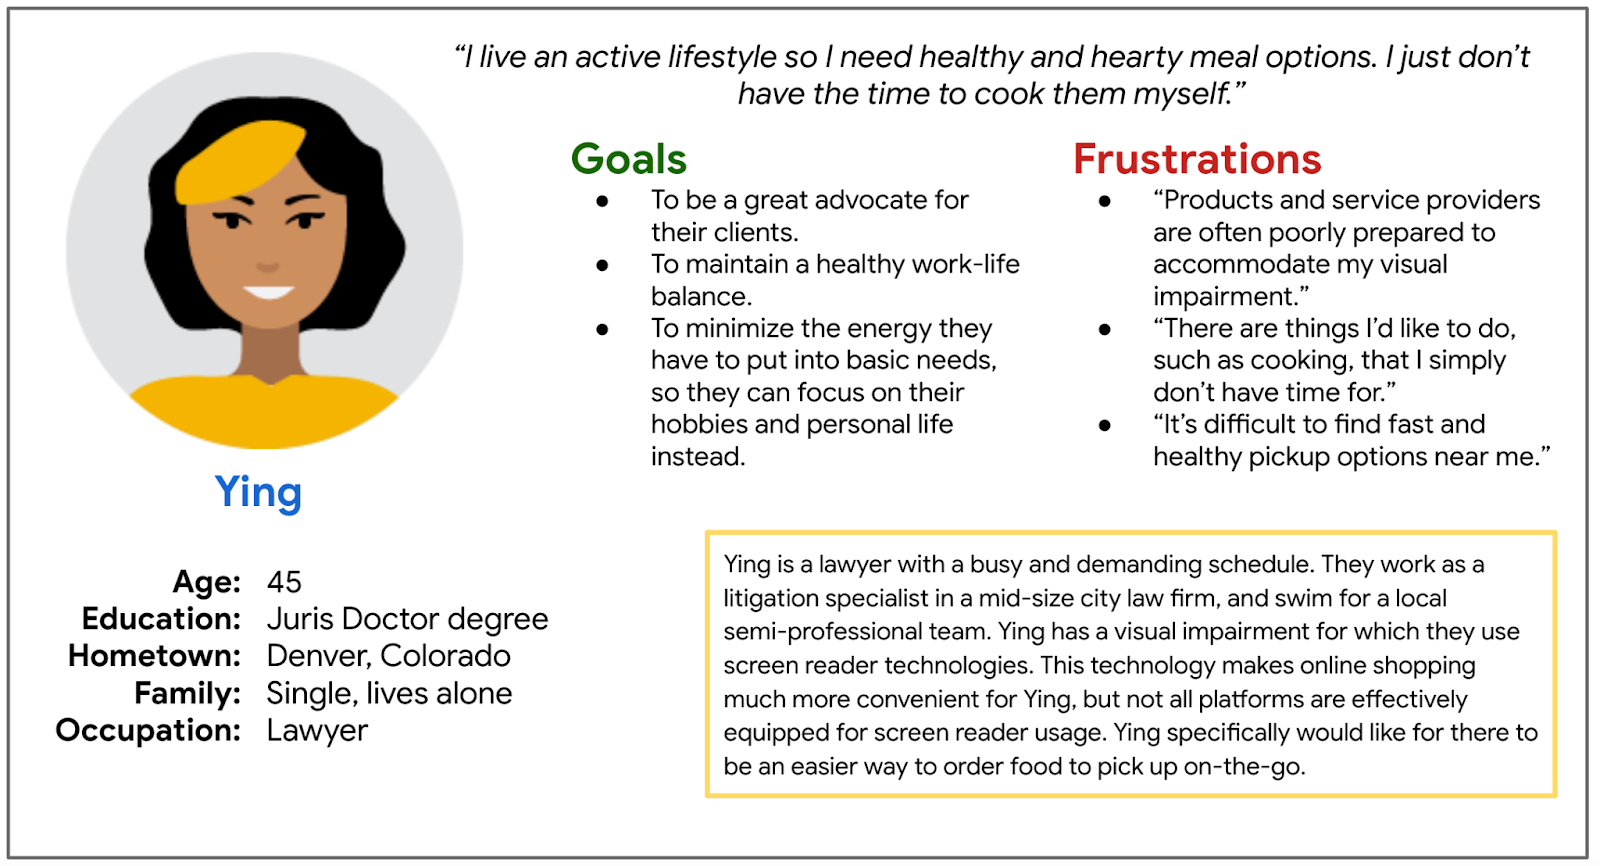 “I live an active lifestyle so I need healthy and hearty meal options. I just don’t
have the time to cook them myself.”
Goals
● To be a great advocate for
their clients.
● To maintain a healthy work-life
balance.
● To minimize the energy they
have to put into basic needs,
so they can focus on their
hobbies and personal life
instead.
Frustrations
● “Products and service providers
are often poorly prepared to
accommodate my visual
impairment.”
● “There are things I’d like to do,
such as cooking, that I simply
don’t have time for.”
● “It’s difficult to find fast and
healthy pickup options near me.”
Ying
Age: 45
Education: Juris Doctor degree
Hometown: Denver, Colorado
Family: Single, lives alone
Occupation: Lawyer
Ying is a lawyer with a busy and demanding schedule. They work as a
litigation specialist in a mid-size city law firm, and swim for a local
semi-professional team. Ying has a visual impairment for which they use
screen reader technologies. This technology makes online shopping
much more convenient for Ying, but not all platforms are effectively
equipped for screen reader usage. Ying specifically would like for there to
be an easier way to order food to pick up on-the-go.